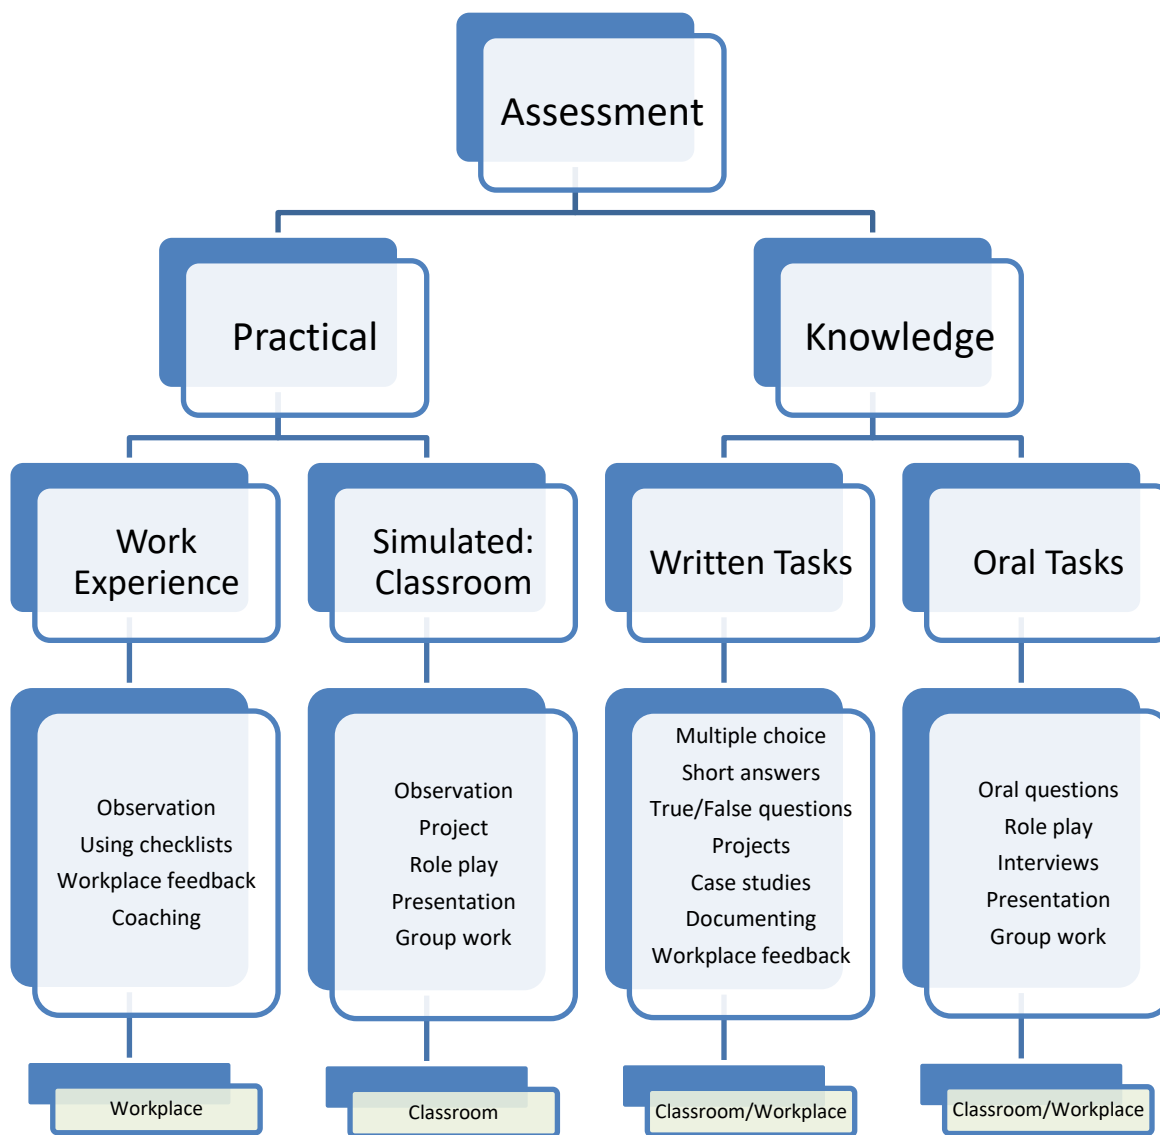 Assessment
Practical
Knowledge
Work
Experience
Simulated:
Classroom
Written Tasks
Oral Tasks
Observation
Using checklists
Workplace feedback
Coaching
Observation
Project
Role play
Presentation
Group work
Multiple choice
Short answers
True/False questions
Projects
Case studies
Documenting
Workplace feedback
Oral questions
Role play
Interviews
Presentation
Group work
Workplace
Classroom
Classroom/Workplace
Classroom/Workplace